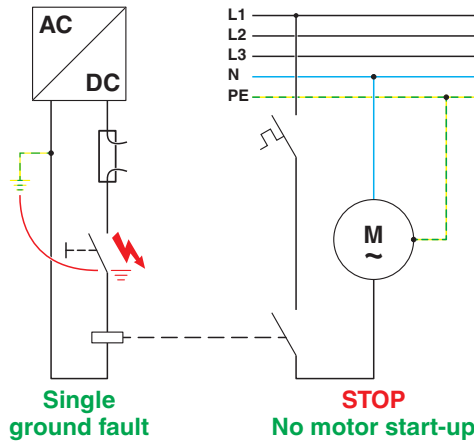 AC
DC
L1
L2
L3
N
PE
M
~
Single
ground fault
STOP
No motor start-up